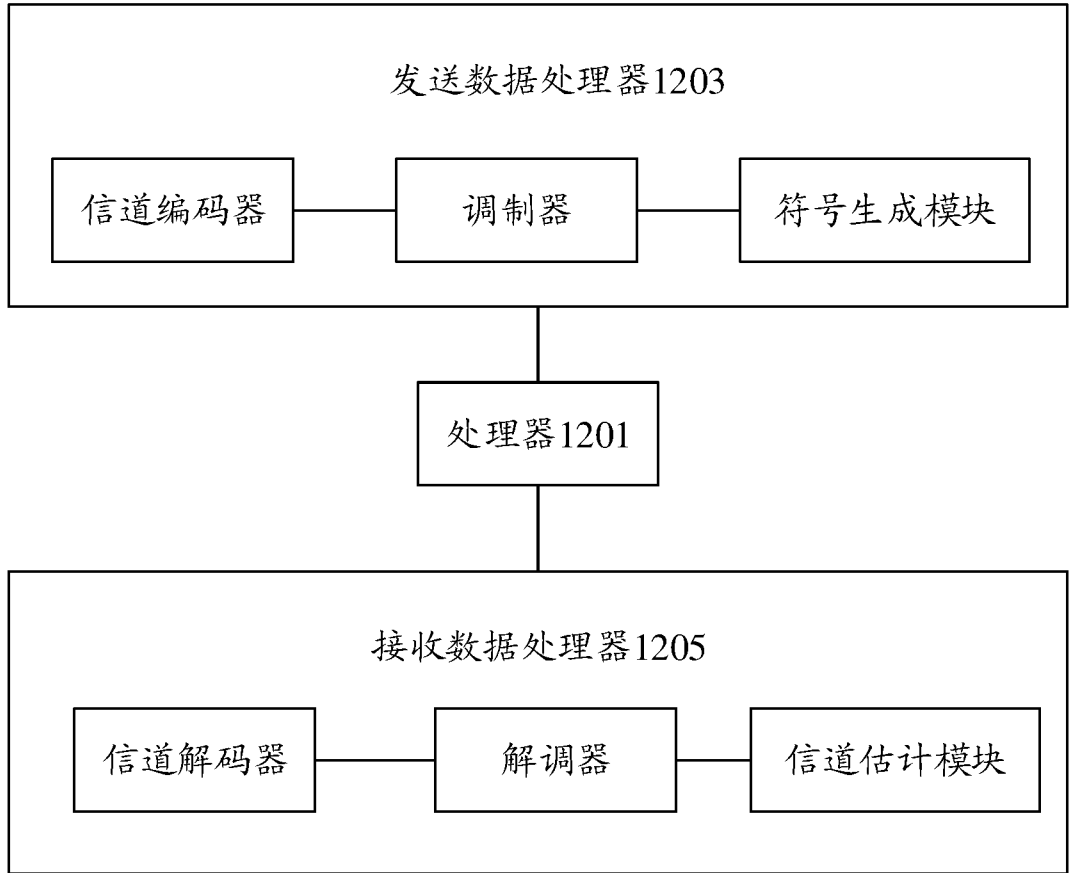 发送数据处理器1203
信道编码器
调制器
符号生成模块
处理器1201
接收数据处理器1205
信道解码器
解调器
信道估计模块